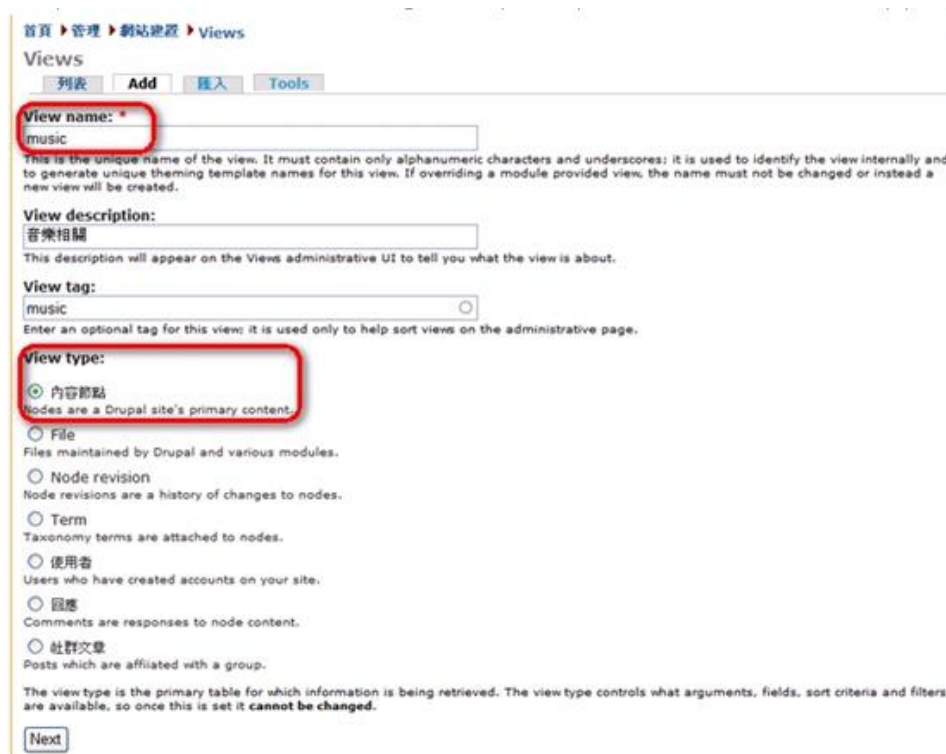 首頁 ▶ 管理 ▶ 網站建置 ▶ Views
Views
列表 Add 匯入 Tools
View name: *
music
This is the unique name of the view. It must contain only alphanumeric characters and underscores; it is used to identify the view internally and
to generate unique theming template names for this view. If overriding a module provided view, the name must not be changed or instead a
new view will be created.
View description:
音樂相關
This description will appear on the Views administrative UI to tell you what the view is about.
View tag:
music
Enter an optional tag for this view; it is used only to help sort views on the administrative page.
View type:
內容節點
Nodes are a Drupal site's primary content.
File
Files maintained by Drupal and various modules.
Node revision
Node revisions are a history of changes to nodes.
Term
Taxonomy terms are attached to nodes.
使用者
Users who have created accounts on your site.
回應
Comments are responses to node content.
社群文章
Posts which are affiliated with a group.
The view type is the primary table for which information is being retrieved. The view type controls what arguments, fields, sort criteria and filters
are available, so once this is set it cannot be changed.
Next